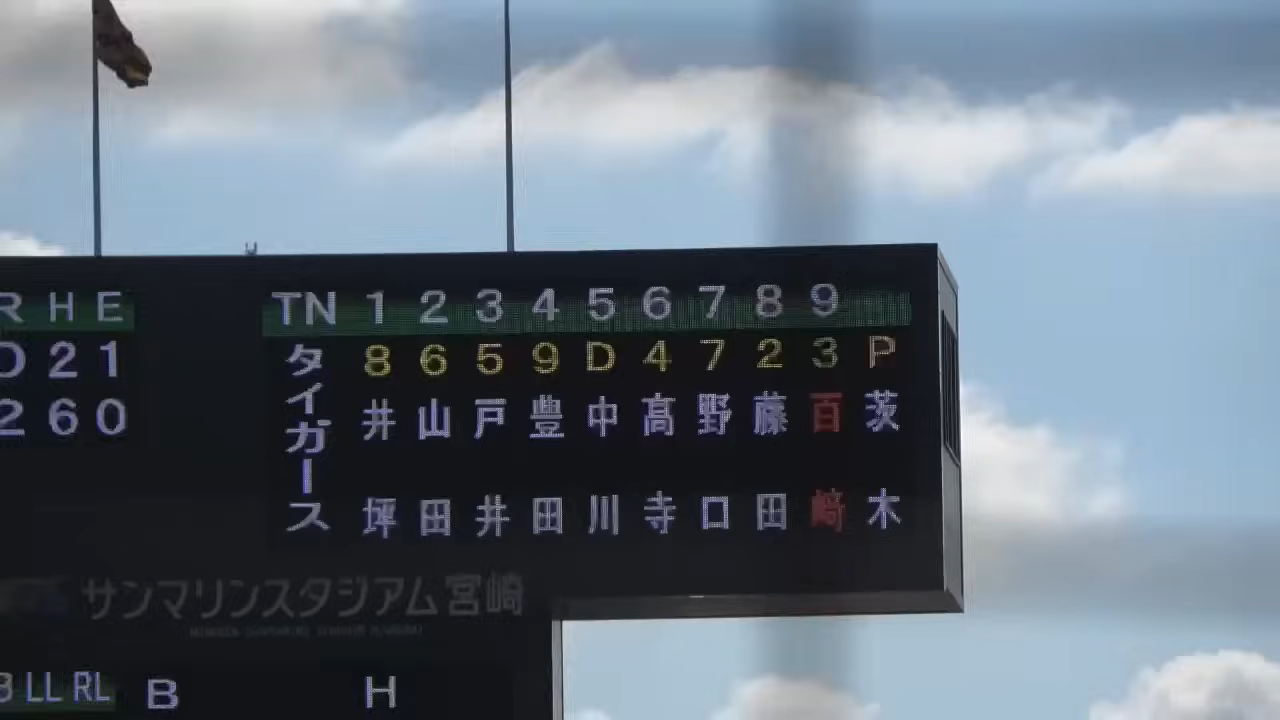 R H E TN 1 2 3 4 5 6 7 8 9
2 1 8 6 5 9 D 4 7 2 3 P
2 6 0
タイガース
井坪
山田
戸井
豊田
中川
髙寺
野口
藤田
百﨑
茨木
サンマリンスタジアム宮崎
LL RL B H